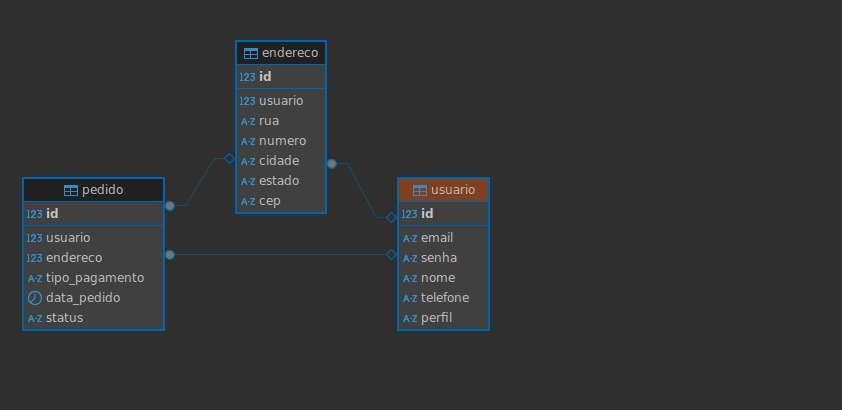 endereco
123 id
123 usuario
A-Z rua
A-Z numero
A-Z cidade
A-Z estado
A-Z cep
pedido
123 id
123 usuario
123 endereco
A-Z tipo_pagamento
data_pedido
A-Z status
usuario
123 id
A-Z email
A-Z senha
A-Z nome
A-Z telefone
A-Z perfil